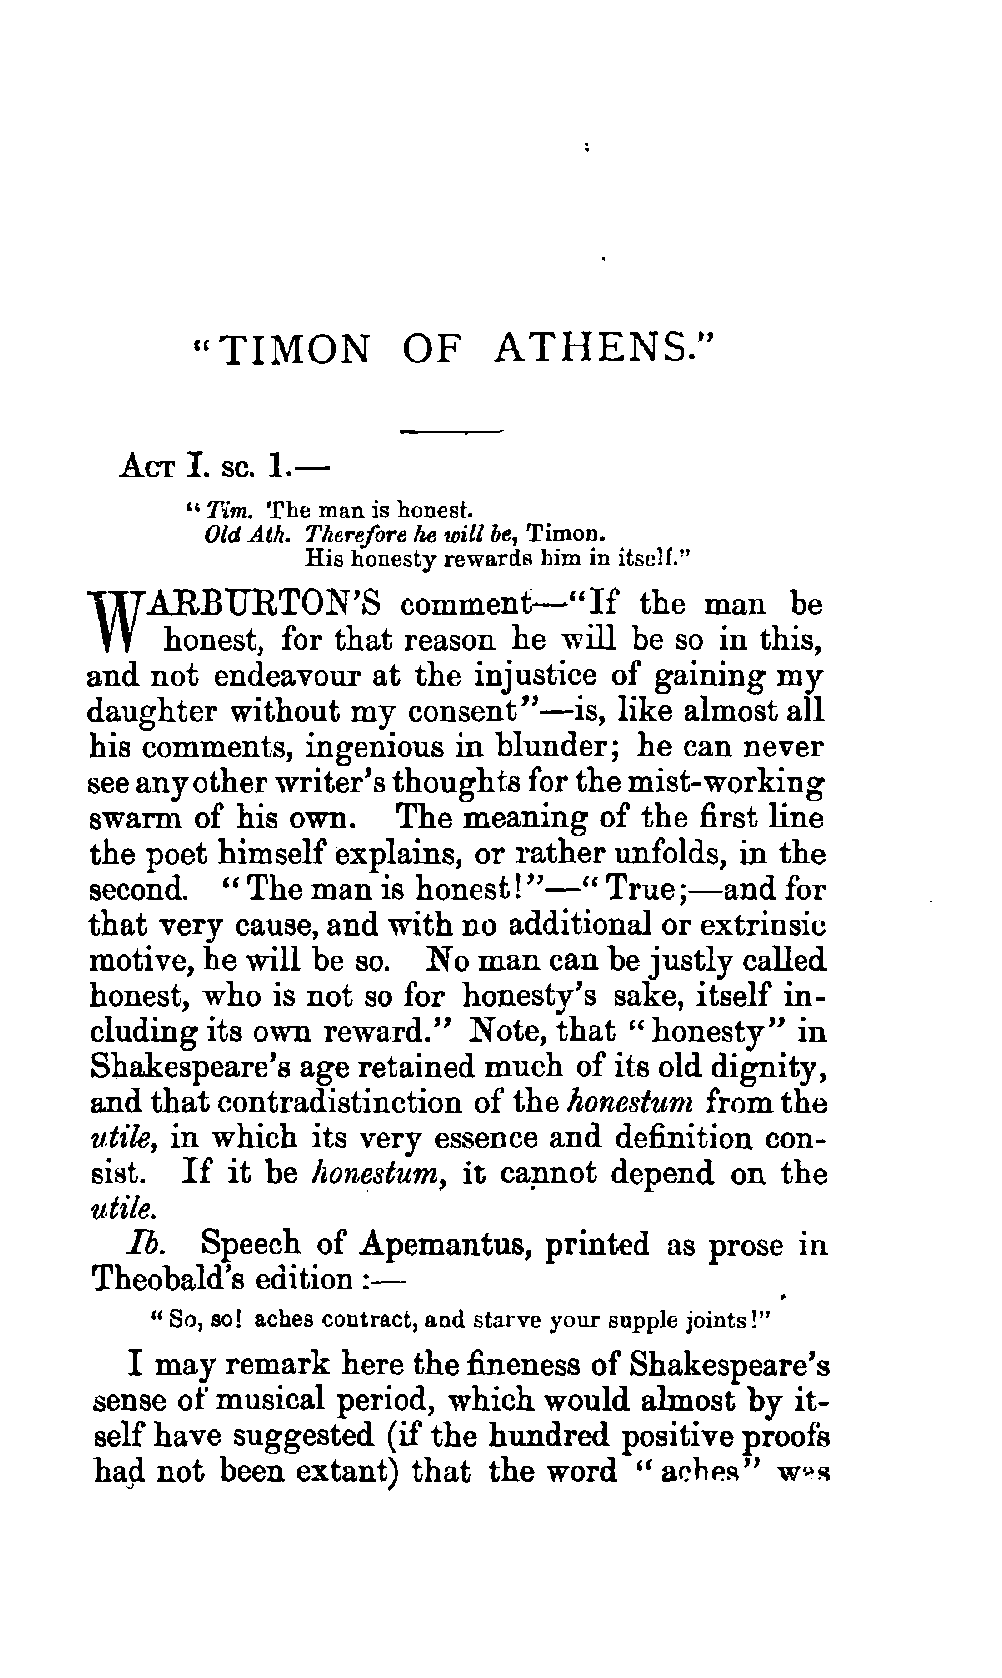 "TIMON OF ATHENS."
ACT I. sc. 1.—
"Tim. The man is honest.
Old Ath. Therefore he will be, Timon.
His honesty rewards him in itself."
WARBURTON'S comment—"If the man be
honest, for that reason he will be so in this,
and not endeavour at the injustice of gaining my
daughter without my consent"—is, like almost all
his comments, ingenious in blunder; he can never
see any other writer's thoughts for the mist-working
swarm of his own. The meaning of the first line
the poet himself explains, or rather unfolds, in the
second. "The man is honest!"—"True;—and for
that very cause, and with no additional or extrinsic
motive, he will be so. No man can be justly called
honest, who is not so for honesty's sake, itself in-
cluding its own reward." Note, that "honesty" in
Shakespeare's age retained much of its old dignity,
and that contradistinction of the honestum from the
utile, in which its very essence and definition con-
sist. If it be honestum, it cannot depend on the
utile.
Ib. Speech of Apemantus, printed as prose in
Theobald's edition :—
"So, so! aches contract, and starve your supple joints!"
I may remark here the fineness of Shakespeare's
sense of musical period, which would almost by it-
self have suggested (if the hundred positive proofs
had not been extant) that the word "aches" was